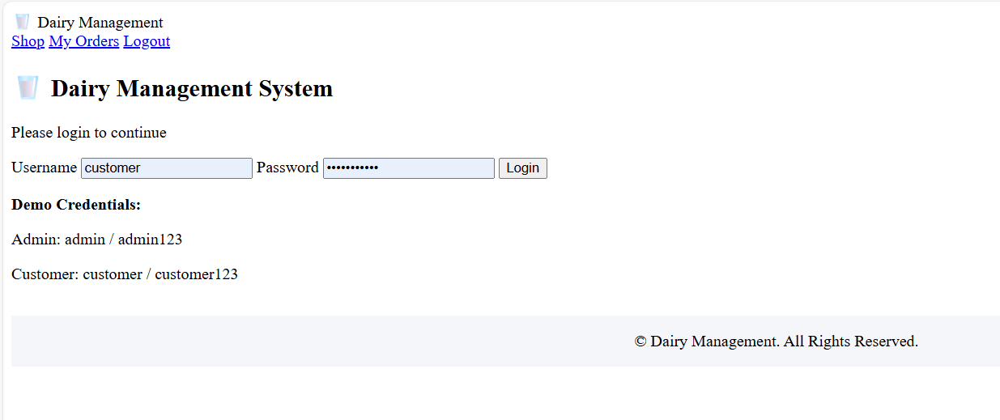 🥛 Dairy Management
Shop My Orders Logout
🥛 Dairy Management System
Please login to continue
Username customer Password ••••••••••• Login
Demo Credentials:
Admin: admin / admin123
Customer: customer / customer123
© Dairy Management. All Rights Reserved.